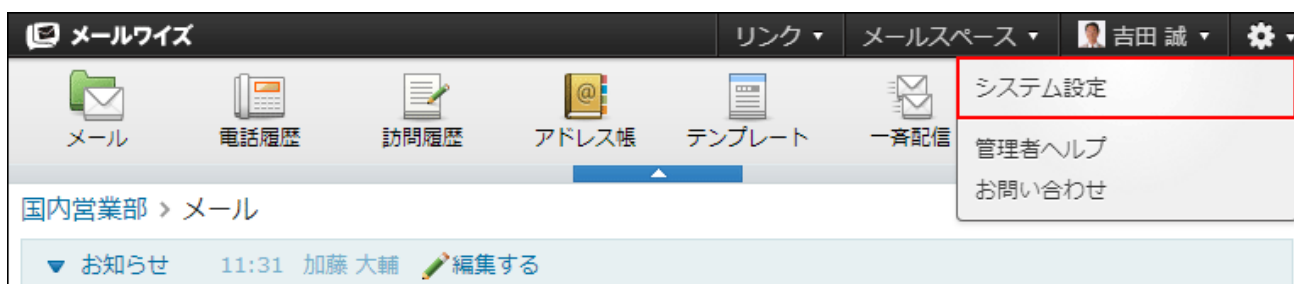 メールワイズ
リンク ▼ メールスペース ▼ 吉田 誠 ▼
メール 電話履歴 訪問履歴 アドレス帳 テンプレート 一斉配信
システム設定
管理者ヘルプ
お問い合わせ
国内営業部 > メール
▼ お知らせ 11:31 加藤 大輔 編集する